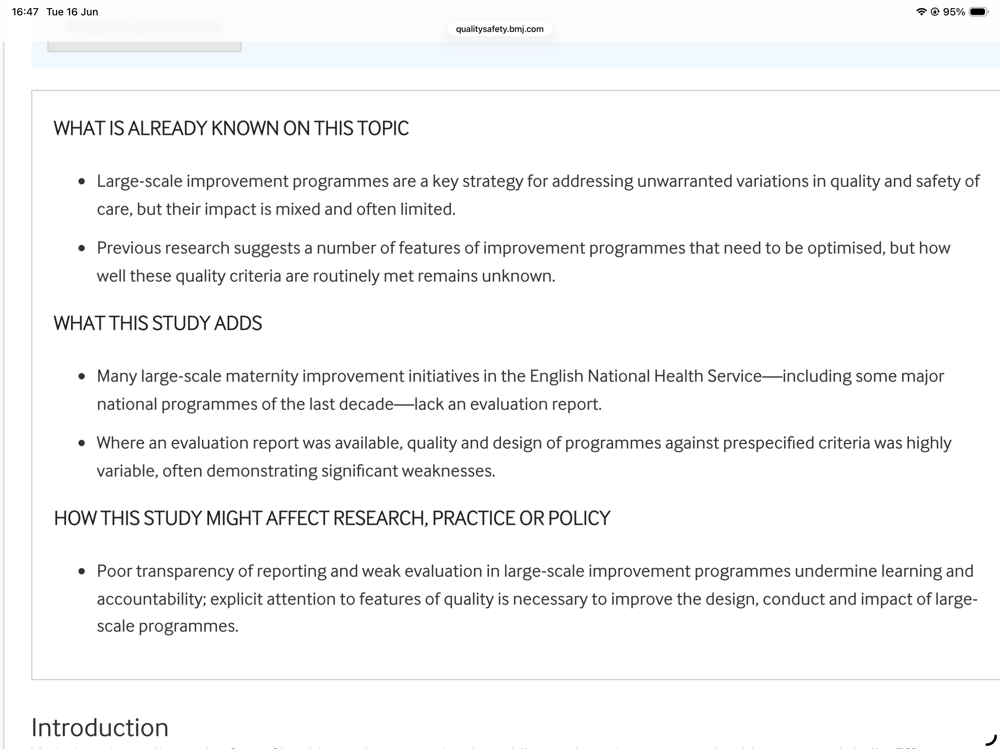 16:47 Tue 16 Jun
95%
qualitysafety.bmj.com
WHAT IS ALREADY KNOWN ON THIS TOPIC
• Large-scale improvement programmes are a key strategy for addressing unwarranted variations in quality and safety of
care, but their impact is mixed and often limited.
• Previous research suggests a number of features of improvement programmes that need to be optimised, but how
well these quality criteria are routinely met remains unknown.
WHAT THIS STUDY ADDS
• Many large-scale maternity improvement initiatives in the English National Health Service—including some major
national programmes of the last decade—lack an evaluation report.
• Where an evaluation report was available, quality and design of programmes against prespecified criteria was highly
variable, often demonstrating significant weaknesses.
HOW THIS STUDY MIGHT AFFECT RESEARCH, PRACTICE OR POLICY
• Poor transparency of reporting and weak evaluation in large-scale improvement programmes undermine learning and
accountability; explicit attention to features of quality is necessary to improve the design, conduct and impact of large-
scale programmes.
Introduction